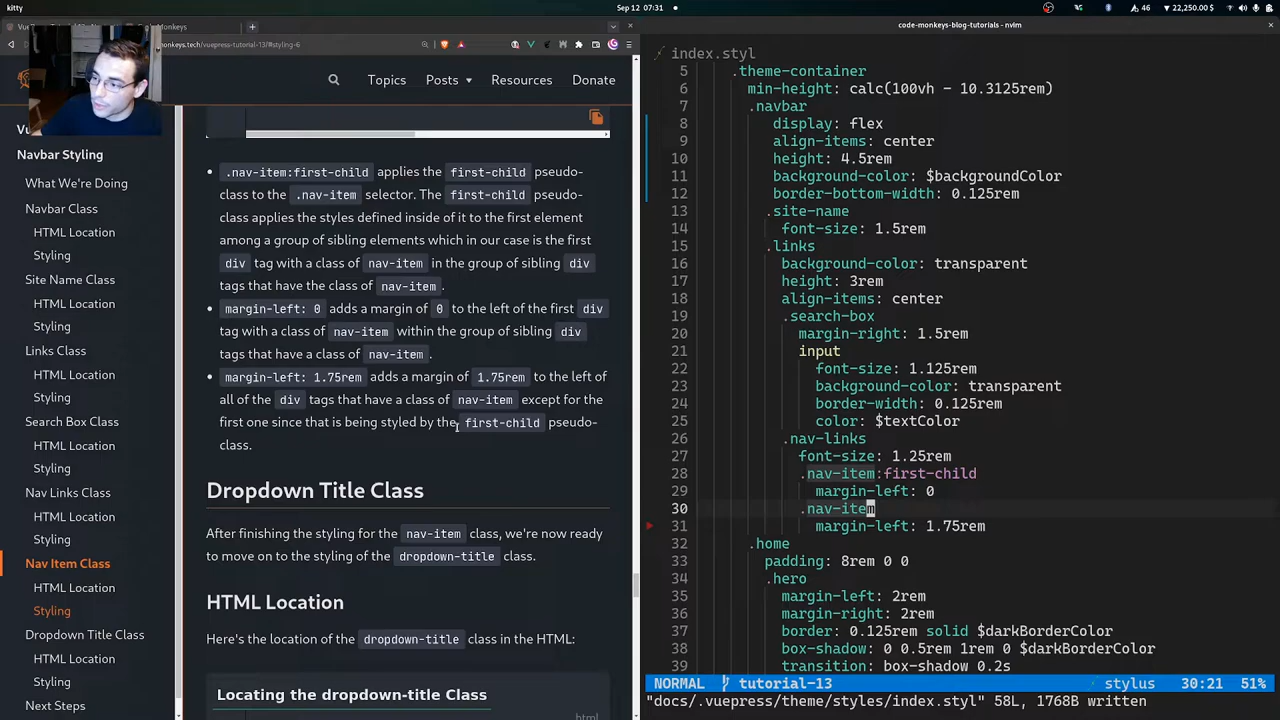 kitty
Sep 12 07:31
46
22,250.00
code-monkeys-blog-tutorials - nvim
monkeys.tech/vuepress-tutorial-13/#styling-6
Topics
Posts
Resources
Donate
Navbar Styling
What We're Doing
Navbar Class
HTML Location
Styling
Site Name Class
HTML Location
Styling
Links Class
HTML Location
Styling
Search Box Class
HTML Location
Styling
Nav Links Class
HTML Location
Styling
Nav Item Class
HTML Location
Styling
Dropdown Title Class
HTML Location
Styling
Next Steps
.nav-item:first-child applies the first-child pseudo-
class to the .nav-item selector. The first-child pseudo-
class applies the styles defined inside of it to the first element
among a group of sibling elements which in our case is the first
div tag with a class of nav-item in the group of sibling div
tags that have the class of nav-item.
margin-left: 0 adds a margin of 0 to the left of the first div
tag with a class of nav-item within the group of sibling div
tags that have a class of nav-item.
margin-left: 1.75rem adds a margin of 1.75rem to the left of
all of the div tags that have a class of nav-item except for the
first one since that is being styled by the first-child pseudo-
class.
Dropdown Title Class
After finishing the styling for the nav-item class, we're now ready
to move on to the styling of the dropdown-title class.
HTML Location
Here's the location of the dropdown-title class in the HTML:
Locating the dropdown-title Class
html
index.styl
5 .theme-container
6 min-height: calc(100vh - 10.3125rem)
7 .navbar
8 display: flex
9 align-items: center
10 height: 4.5rem
11 background-color: $backgroundColor
12 border-bottom-width: 0.125rem
13 .site-name
14 font-size: 1.5rem
15 .links
16 background-color: transparent
17 height: 3rem
18 align-items: center
19 .search-box
20 margin-right: 1.5rem
21 input
22 font-size: 1.125rem
23 background-color: transparent
24 border-width: 0.125rem
25 color: $textColor
26 .nav-links
27 font-size: 1.25rem
28 .nav-item:first-child
29 margin-left: 0
30 .nav-item
31 margin-left: 1.75rem
32 .home
33 padding: 8rem 0 0
34 .hero
35 margin-left: 2rem
36 margin-right: 2rem
37 border: 0.125rem solid $darkBorderColor
38 box-shadow: 0 0.5rem 1rem 0 $darkBorderColor
39 transition: box-shadow 0.2s
NORMAL tutorial-13 stylus 30:21 51%
"docs/.vuepress/theme/styles/index.styl" 58L, 1768B written